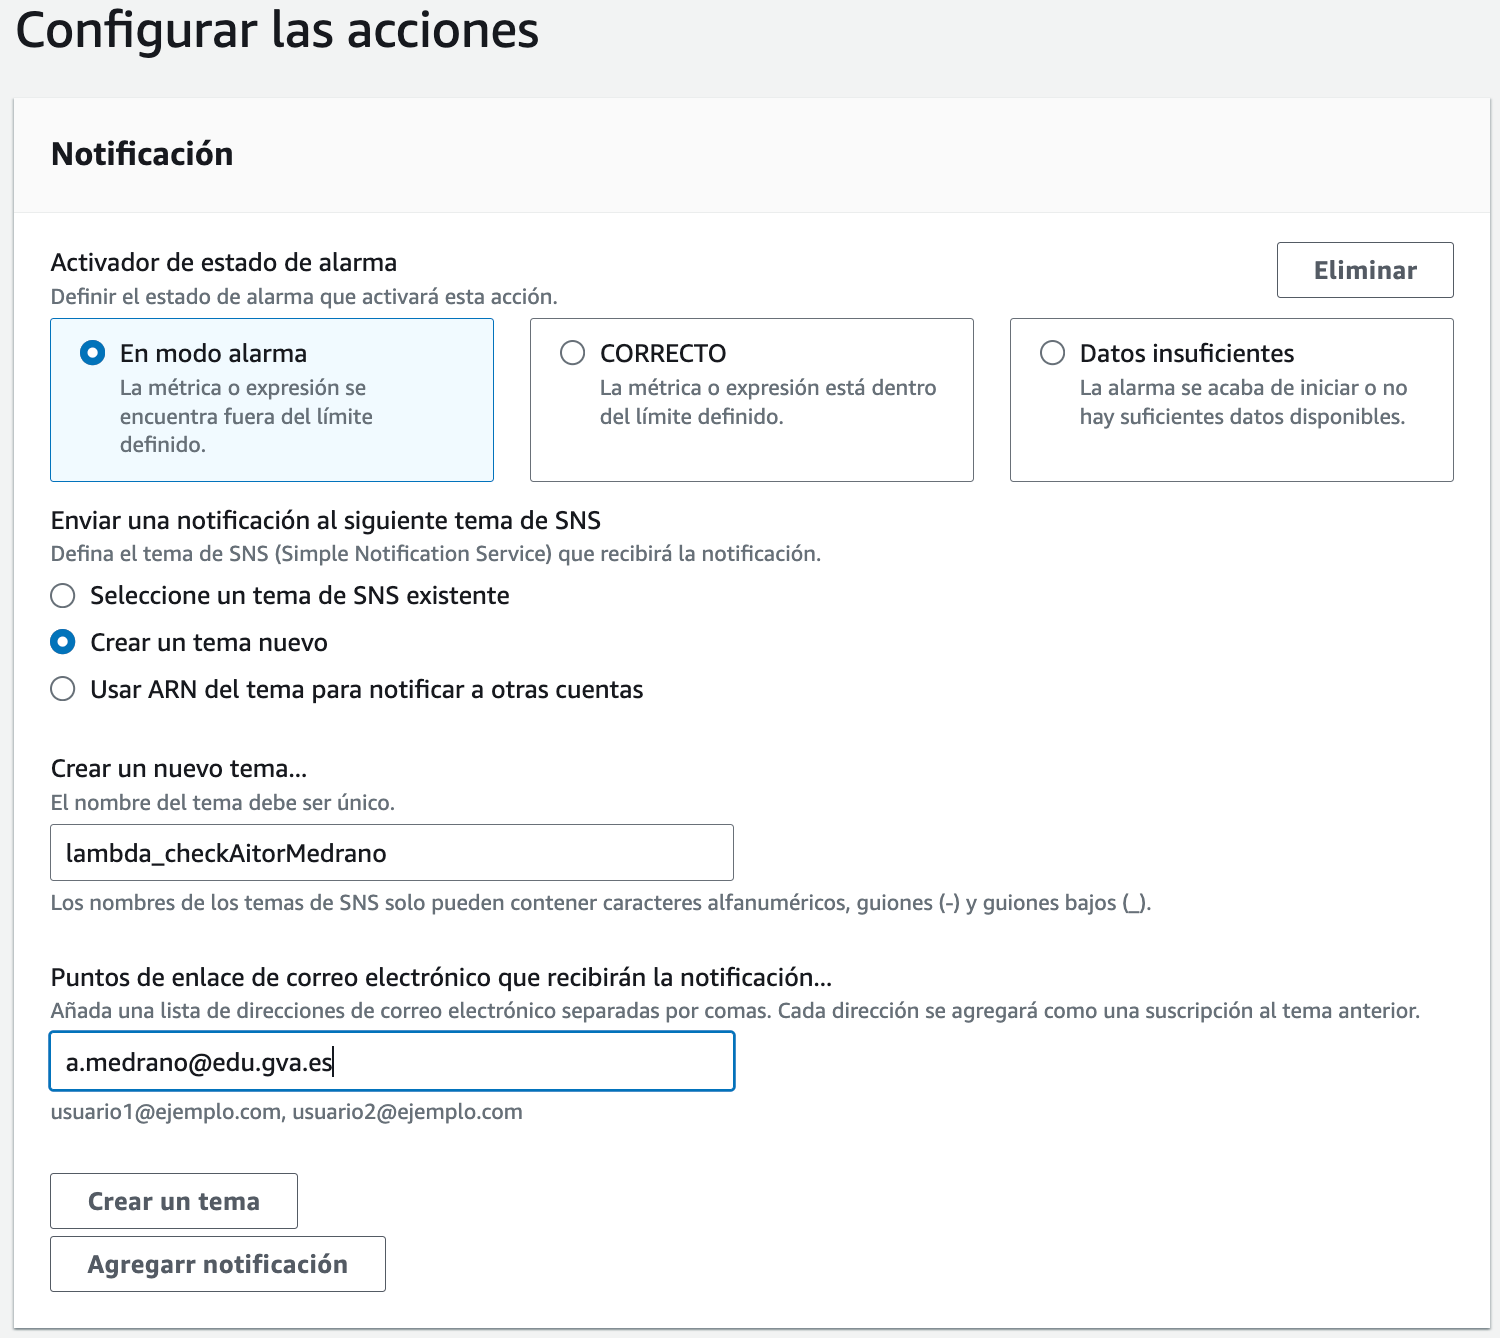 Configurar las acciones
Notificación
Activador de estado de alarma
Definir el estado de alarma que activará esta acción.
Eliminar
En modo alarma
La métrica o expresión se
encuentra fuera del límite
definido.
CORRECTO
La métrica o expresión está dentro
del límite definido.
Datos insuficientes
La alarma se acaba de iniciar o no
hay suficientes datos disponibles.
Enviar una notificación al siguiente tema de SNS
Defina el tema de SNS (Simple Notification Service) que recibirá la notificación.
Seleccione un tema de SNS existente
Crear un tema nuevo
Usar ARN del tema para notificar a otras cuentas
Crear un nuevo tema...
El nombre del tema debe ser único.
lambda_checkAitorMedrano
Los nombres de los temas de SNS solo pueden contener caracteres alfanuméricos, guiones (-) y guiones bajos (_).
Puntos de enlace de correo electrónico que recibirán la notificación...
Añada una lista de direcciones de correo electrónico separadas por comas. Cada dirección se agregará como una suscripción al tema anterior.
a.medrano@edu.gva.es
usuario1@ejemplo.com, usuario2@ejemplo.com
Crear un tema
Agregarr notificación